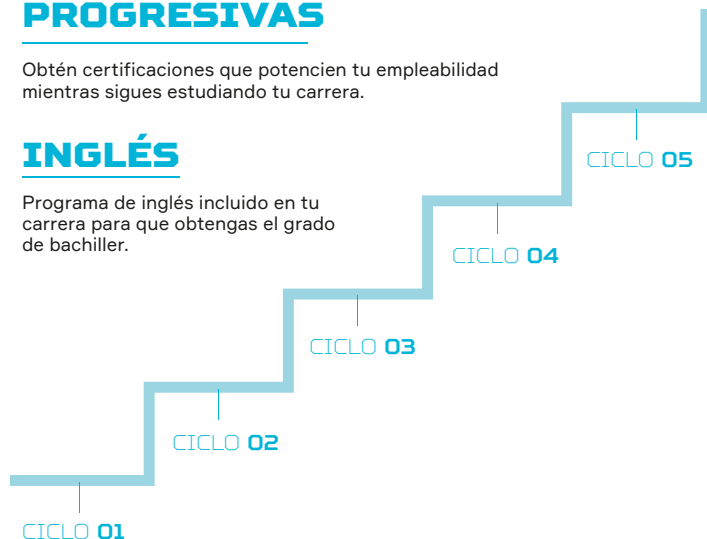 PROGRESIVAS
Obtén certificaciones que potencien tu empleabilidad
mientras sigues estudiando tu carrera.
INGLÉS
Programa de inglés incluido en tu
carrera para que obtengas el grado
de bachiller.
CICLO 05
CICLO 04
CICLO 03
CICLO 02
CICLO 01